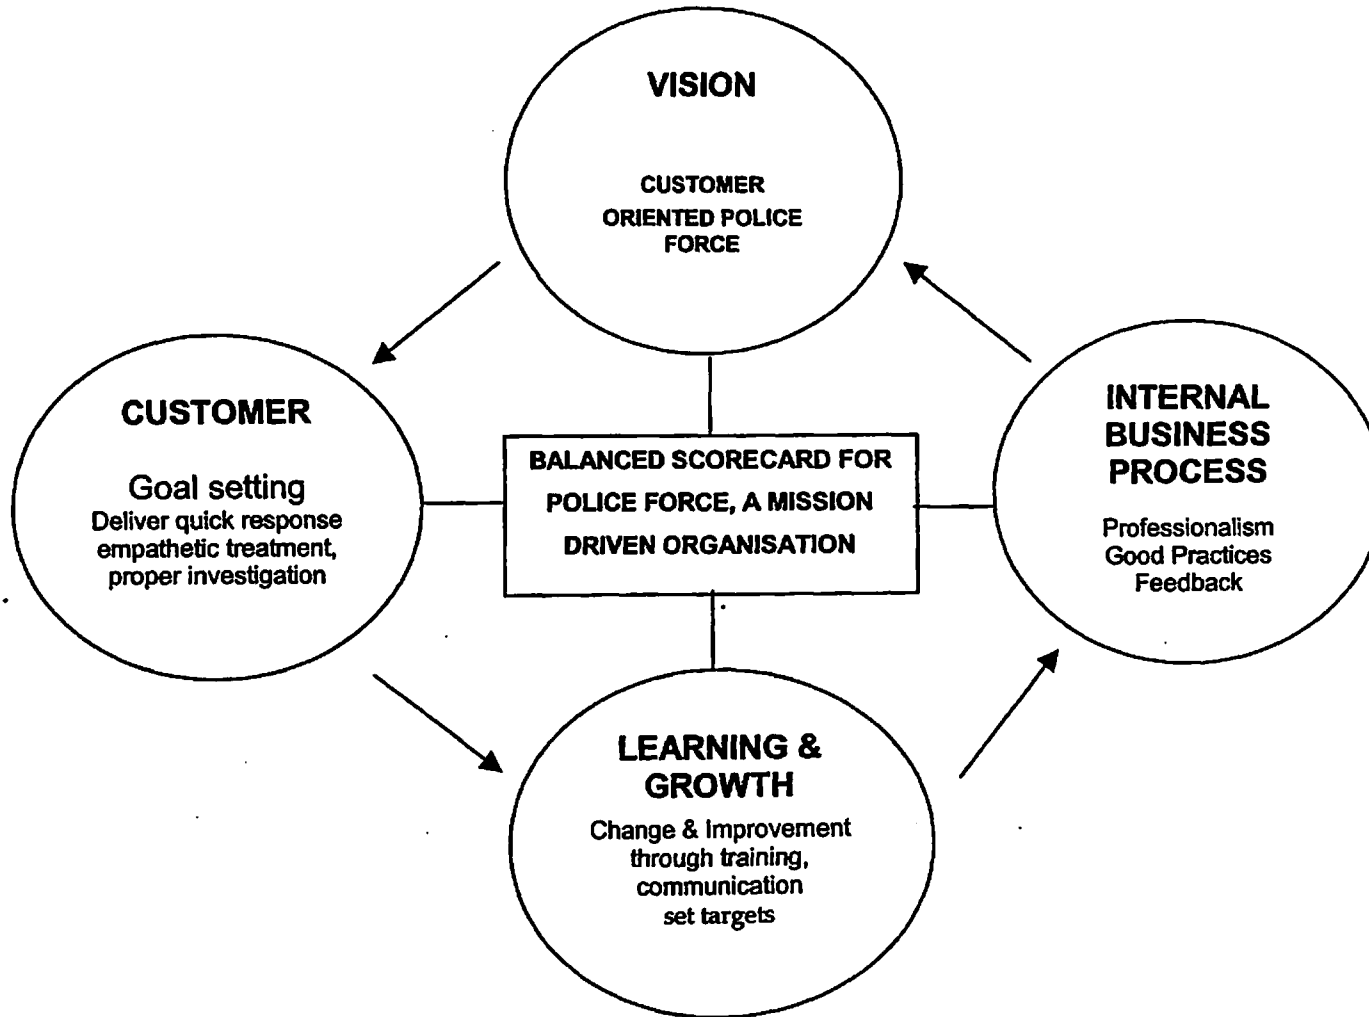 VISION
CUSTOMER
ORIENTED POLICE
FORCE
CUSTOMER
Goal setting
Deliver quick response
empathetic treatment,
proper investigation
BALANCED SCORECARD FOR
POLICE FORCE, A MISSION
DRIVEN ORGANISATION
INTERNAL
BUSINESS
PROCESS
Professionalism
Good Practices
Feedback
LEARNING &
GROWTH
Change & Improvement
through training,
communication
set targets